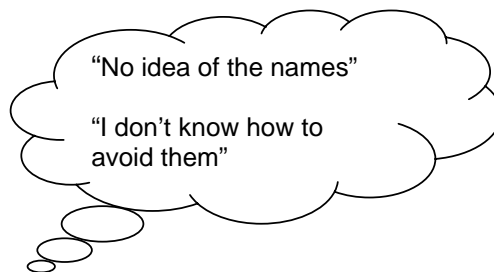 “No idea of the names”
“I don’t know how to
avoid them”